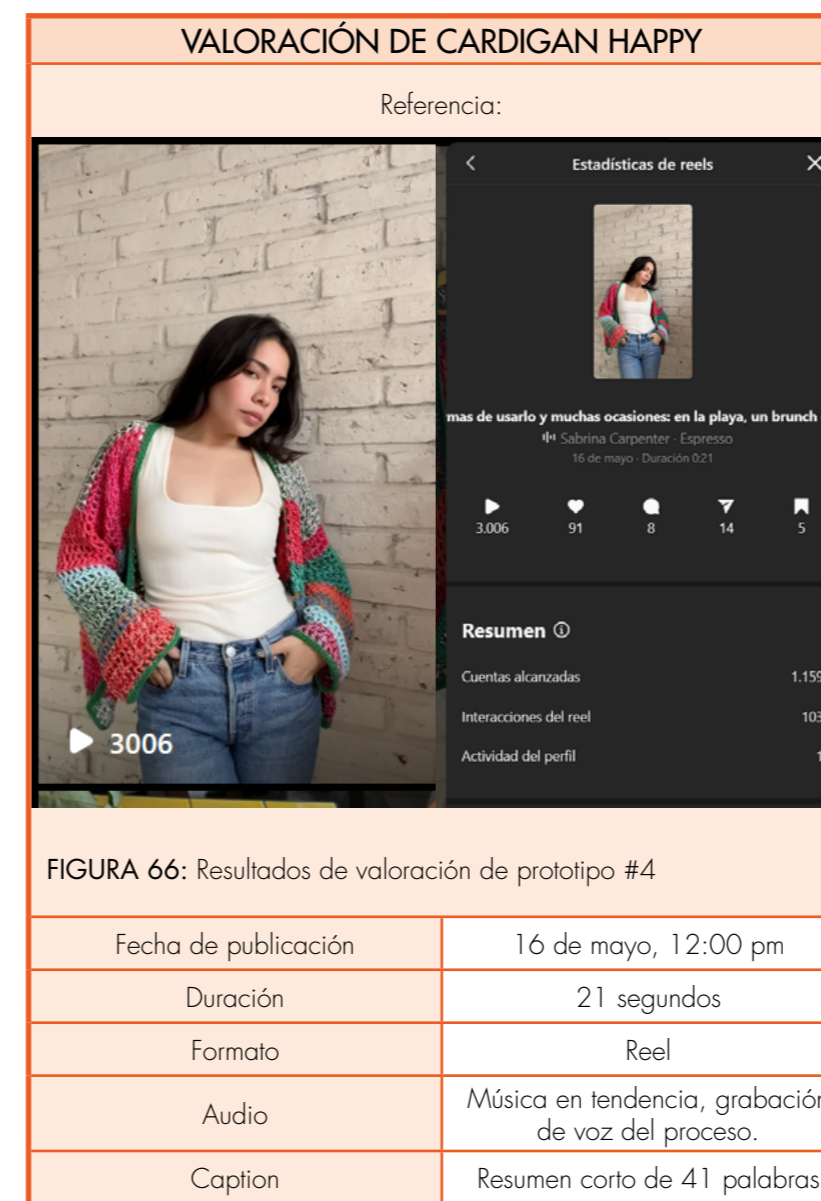 VALORACIÓN DE CARDIGAN HAPPY
Referencia:
3006
Estadísticas de reels
mas de usarlo y muchas ocasiones: en la playa, un brunch
Sabrina Carpenter · Espresso
16 de mayo · Duración 0:21
3.006 91 8 14 5
Resumen
Cuentas alcanzadas 1.159
Interacciones del reel 103
Actividad del perfil 1
FIGURA 66: Resultados de valoración de prototipo #4
Fecha de publicación 16 de mayo, 12:00 pm
Duración 21 segundos
Formato Reel
Audio Música en tendencia, grabación
de voz del proceso.
Caption Resumen corto de 41 palabras